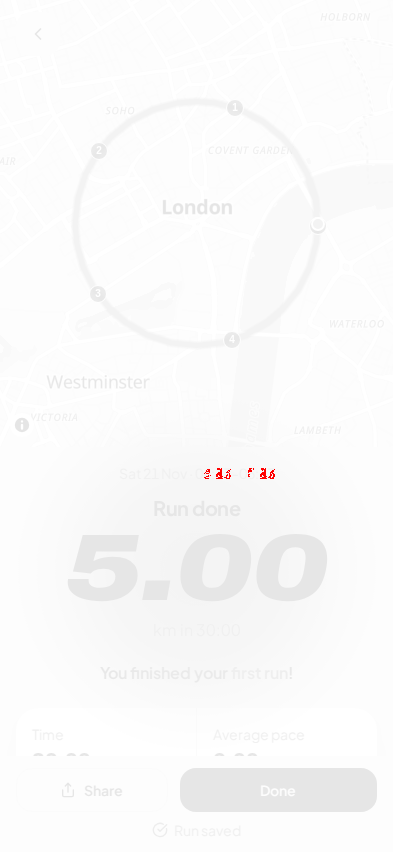 HOLBORN
1
SOHO
2
COVENT GARDEN
AIR
London
3
WATERLOO
4
Westminster
VICTORIA
LAMBETH
Sat 21 Nov
Run done
5.00
km in 30:00
You finished your first run!
Time Average pace
Share Done
Run saved